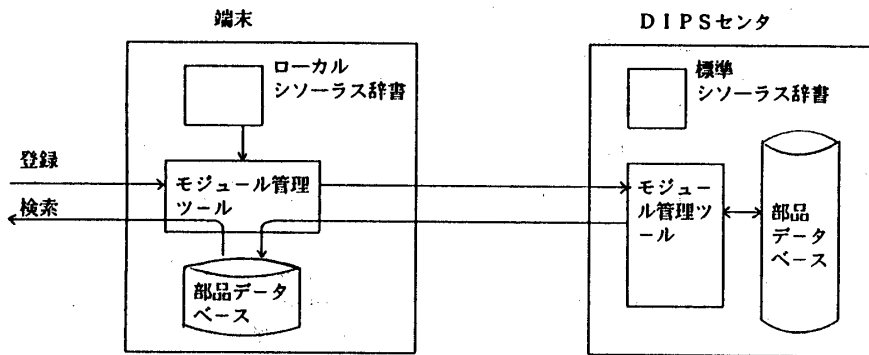 端末
ローカル
シソーラス辞書
登録
検索
モジュール管理
ツール
部品データ
ベース
DIPSセンタ
標準
シソーラス辞書
モジュー
ル管理ツ
ール
部品
データ
ベース